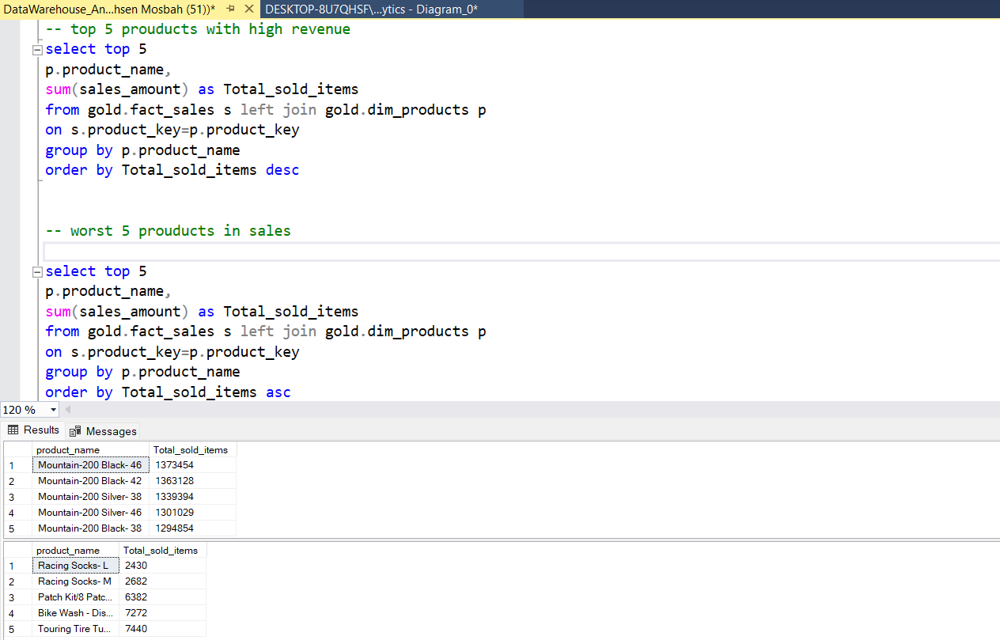 DataWarehouse_An...hsen Mosbah (51))* DESKTOP-8U7QHSF\...ytics - Diagram_0*
-- top 5 prouducts with high revenue
select top 5
p.product_name,
sum(sales_amount) as Total_sold_items
from gold.fact_sales s left join gold.dim_products p
on s.product_key=p.product_key
group by p.product_name
order by Total_sold_items desc
-- worst 5 prouducts in sales
select top 5
p.product_name,
sum(sales_amount) as Total_sold_items
from gold.fact_sales s left join gold.dim_products p
on s.product_key=p.product_key
group by p.product_name
order by Total_sold_items asc
120 %
Results Messages
product_name Total_sold_items
1 Mountain-200 Black- 46 1373454
2 Mountain-200 Black- 42 1363128
3 Mountain-200 Silver- 38 1339394
4 Mountain-200 Silver- 46 1301029
5 Mountain-200 Black- 38 1294854
product_name Total_sold_items
1 Racing Socks- L 2430
2 Racing Socks- M 2682
3 Patch Kit/8 Patc... 6382
4 Bike Wash - Dis... 7272
5 Touring Tire Tu... 7440